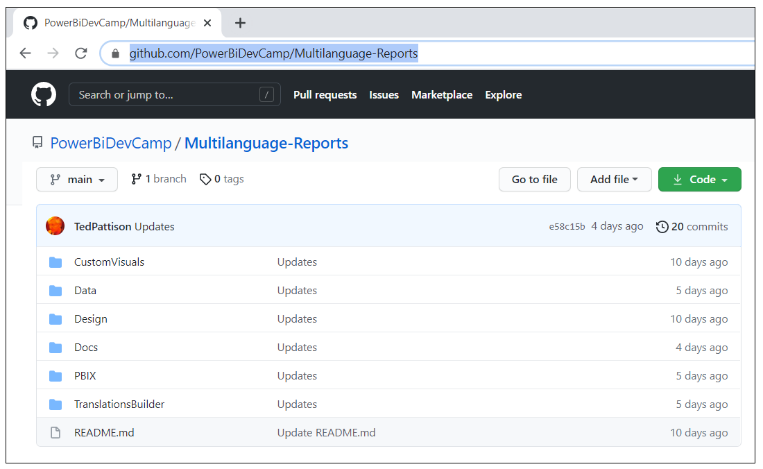 PowerBiDevCamp/Multilanguage
github.com/PowerBiDevCamp/Multilanguage-Reports
Search or jump to... / Pull requests Issues Marketplace Explore
PowerBiDevCamp / Multilanguage-Reports
main 1 branch 0 tags Go to file Add file Code
TedPattison Updates e58c15b 4 days ago 20 commits
CustomVisuals Updates 10 days ago
Data Updates 5 days ago
Design Updates 10 days ago
Docs Updates 4 days ago
PBIX Updates 5 days ago
TranslationsBuilder Updates 5 days ago
README.md Update README.md 10 days ago